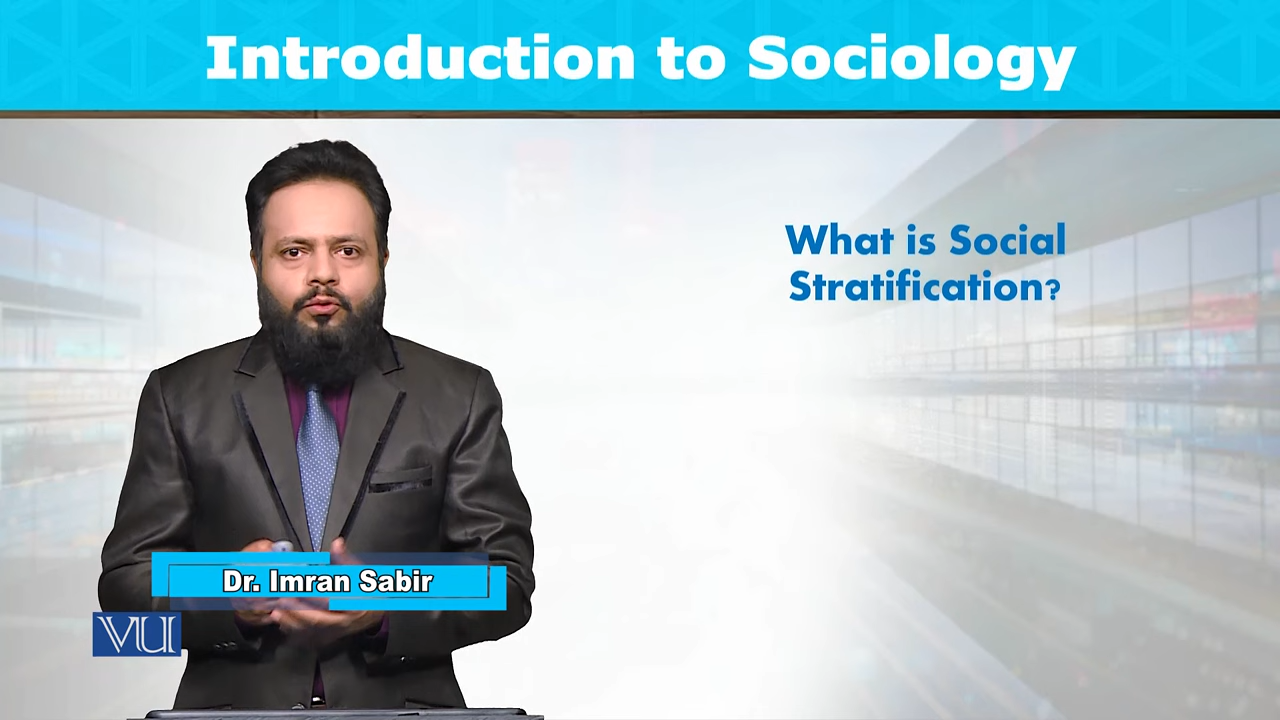 Introduction to Sociology
What is Social
Stratification?
Dr. Imran Sabir
VU